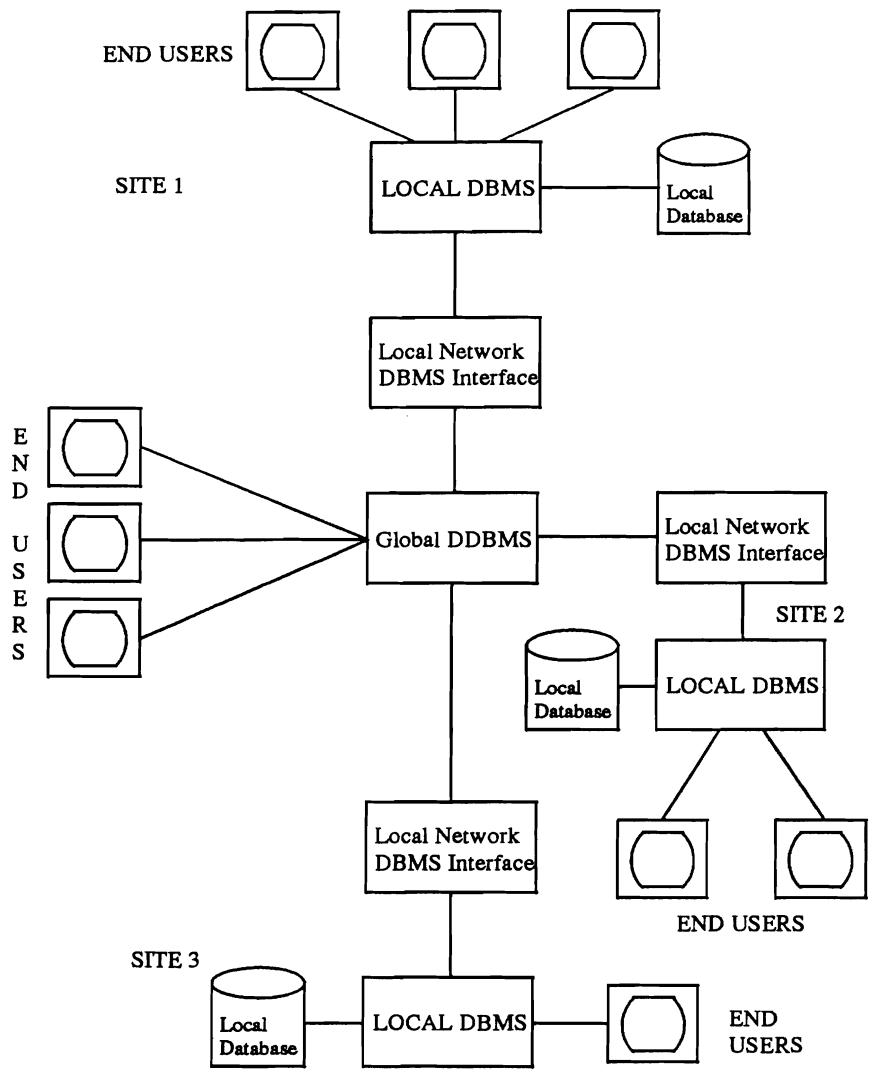 END USERS
SITE 1
LOCAL DBMS
Local
Database
Local Network
DBMS Interface
END USERS
Global DDBMS
Local Network
DBMS Interface
SITE 2
Local
Database
LOCAL DBMS
Local Network
DBMS Interface
END USERS
SITE 3
Local
Database
LOCAL DBMS
END
USERS